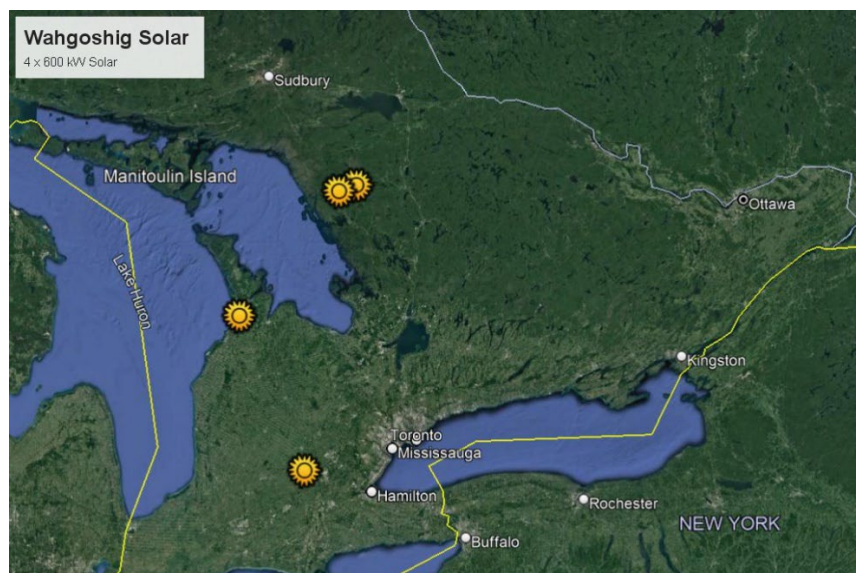 Wahgoshig Solar
4 x 600 kW Solar
Sudbury
Manitoulin Island
Ottawa
Lake Huron
Kingston
Toronto
Mississauga
Hamilton
Rochester
NEW YORK
Buffalo